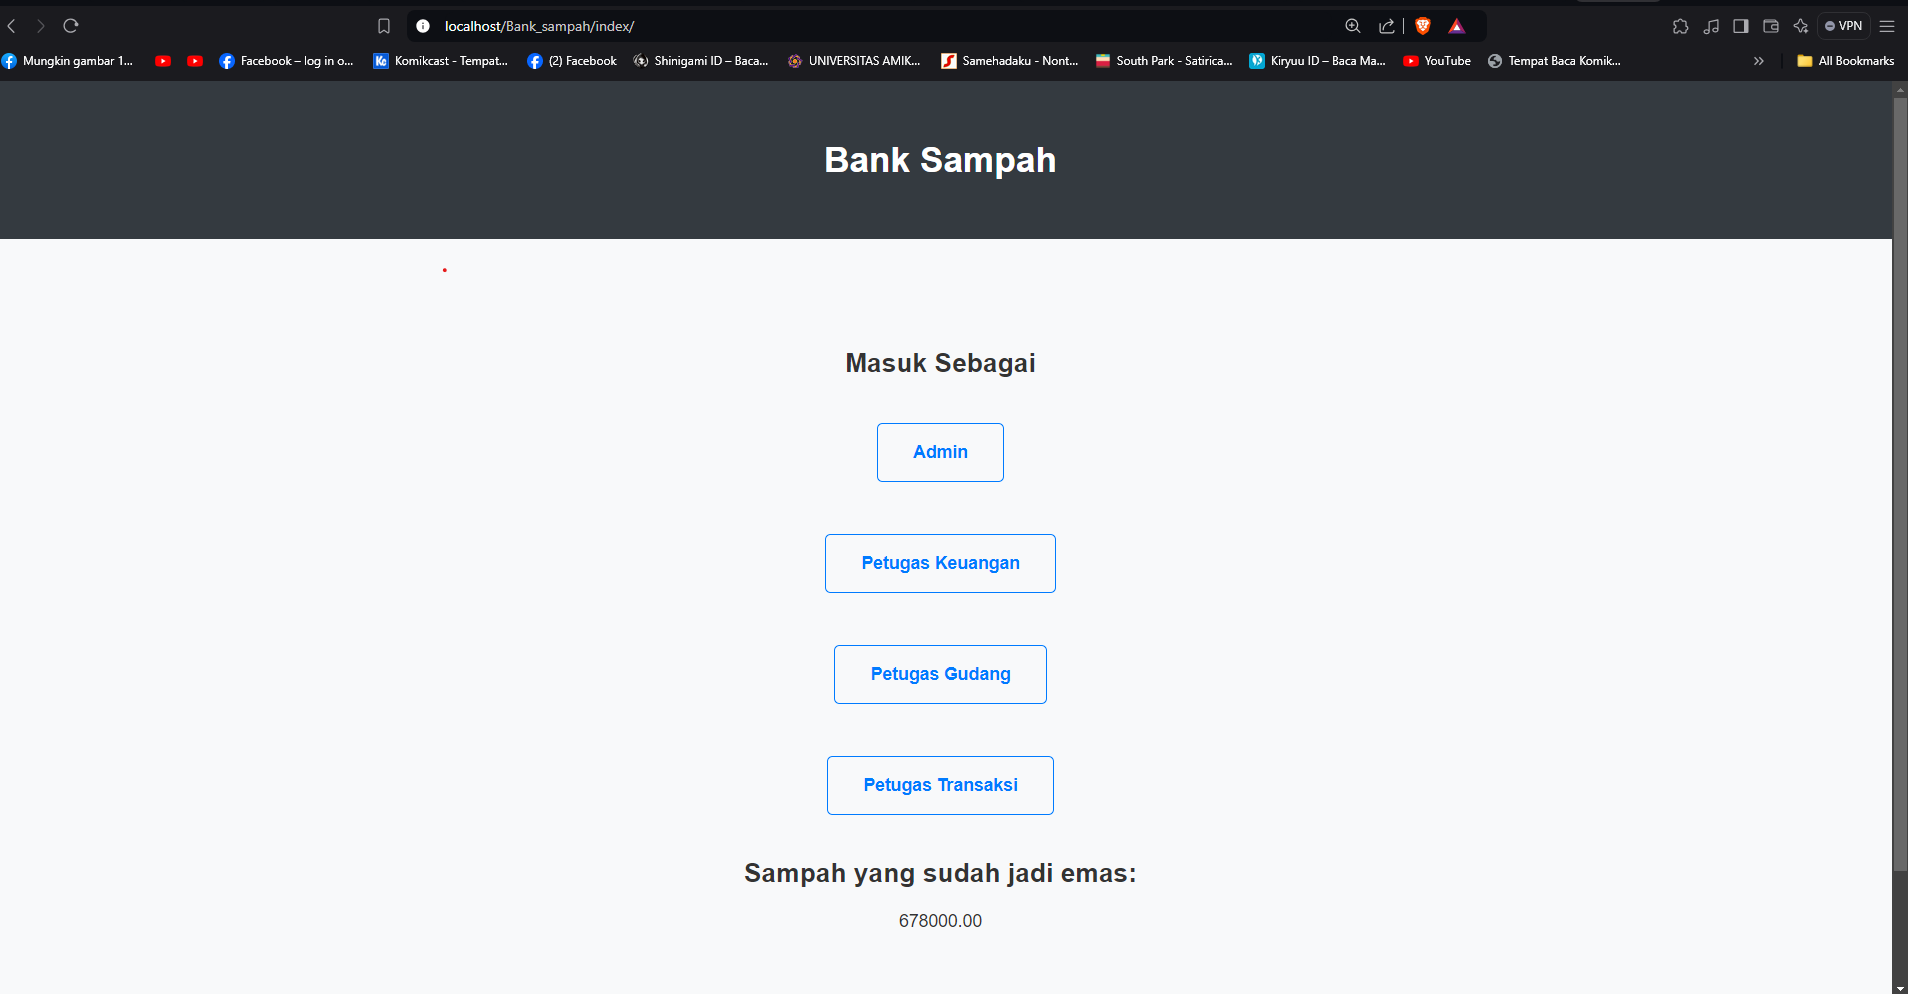 localhost/Bank_sampah/index/
VPN
Mungkin gambar 1...
Facebook – log in o...
Komikcast - Tempat...
(2) Facebook
Shinigami ID – Baca...
UNIVERSITAS AMIK...
Samehadaku - Nont...
South Park - Satirica...
Kiryuu ID – Baca Ma...
YouTube
Tempat Baca Komik...
All Bookmarks
Bank Sampah
Masuk Sebagai
Admin
Petugas Keuangan
Petugas Gudang
Petugas Transaksi
Sampah yang sudah jadi emas:
678000.00